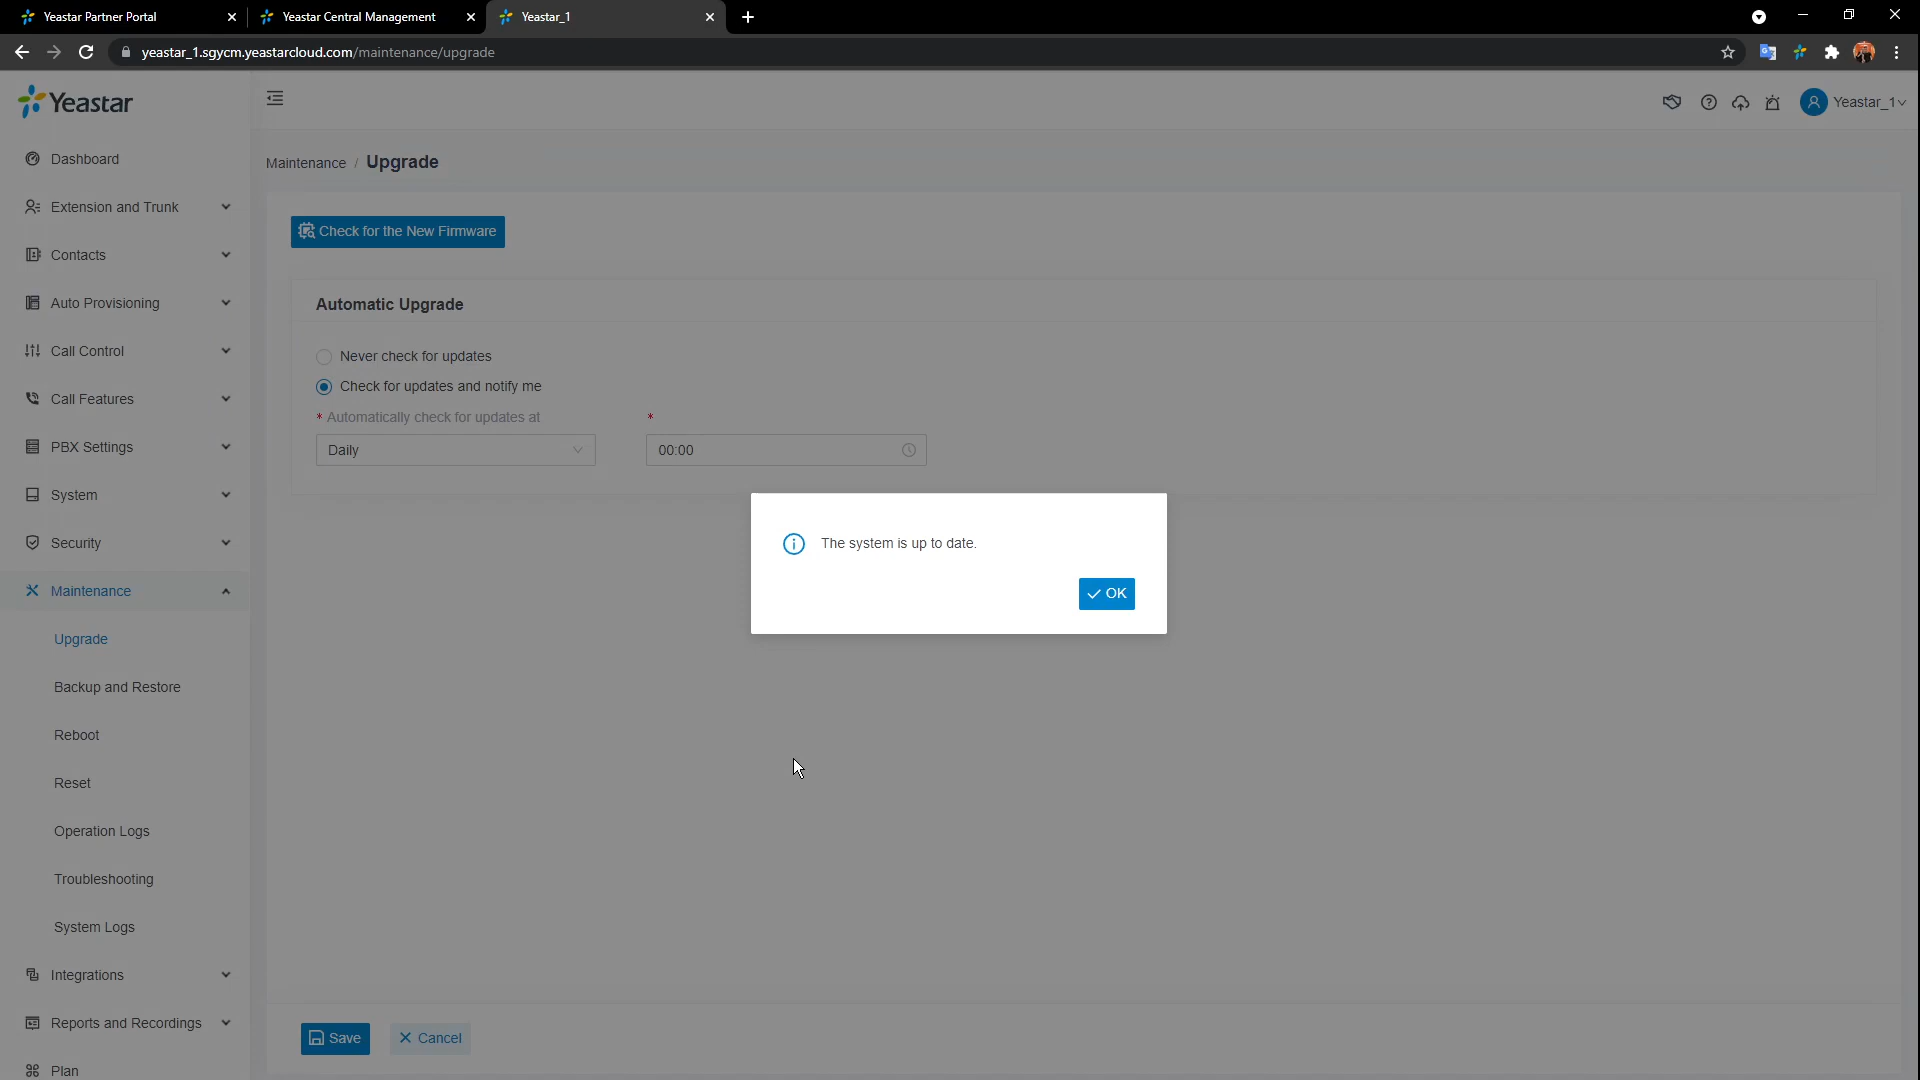 Yeastar Partner Portal
Yeastar Central Management
Yeastar_1
yeastar_1.sgycm.yeastarcloud.com/maintenance/upgrade
Yeastar
Yeastar_1
Dashboard
Extension and Trunk
Contacts
Auto Provisioning
Call Control
Call Features
PBX Settings
System
Security
Maintenance
Upgrade
Backup and Restore
Reboot
Reset
Operation Logs
Troubleshooting
System Logs
Integrations
Reports and Recordings
Plan
Maintenance / Upgrade
Check for the New Firmware
Automatic Upgrade
Never check for updates
Check for updates and notify me
* Automatically check for updates at *
Daily 00:00
The system is up to date.
OK
Save Cancel